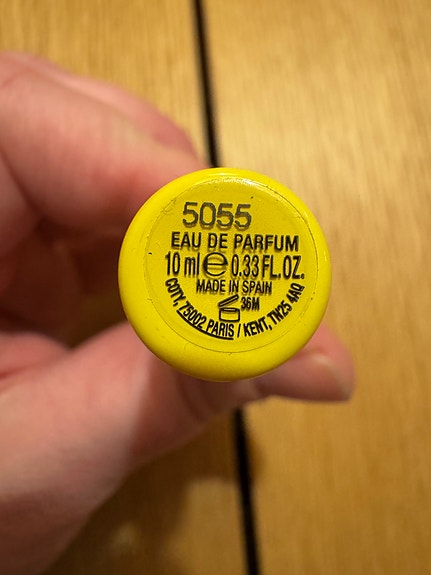 5055
EAU DE PARFUM
10 ml ℮ 0.33 FL.OZ.
MADE IN SPAIN
36M
COTY, 75002 PARIS / KENT, TN25 4AQ